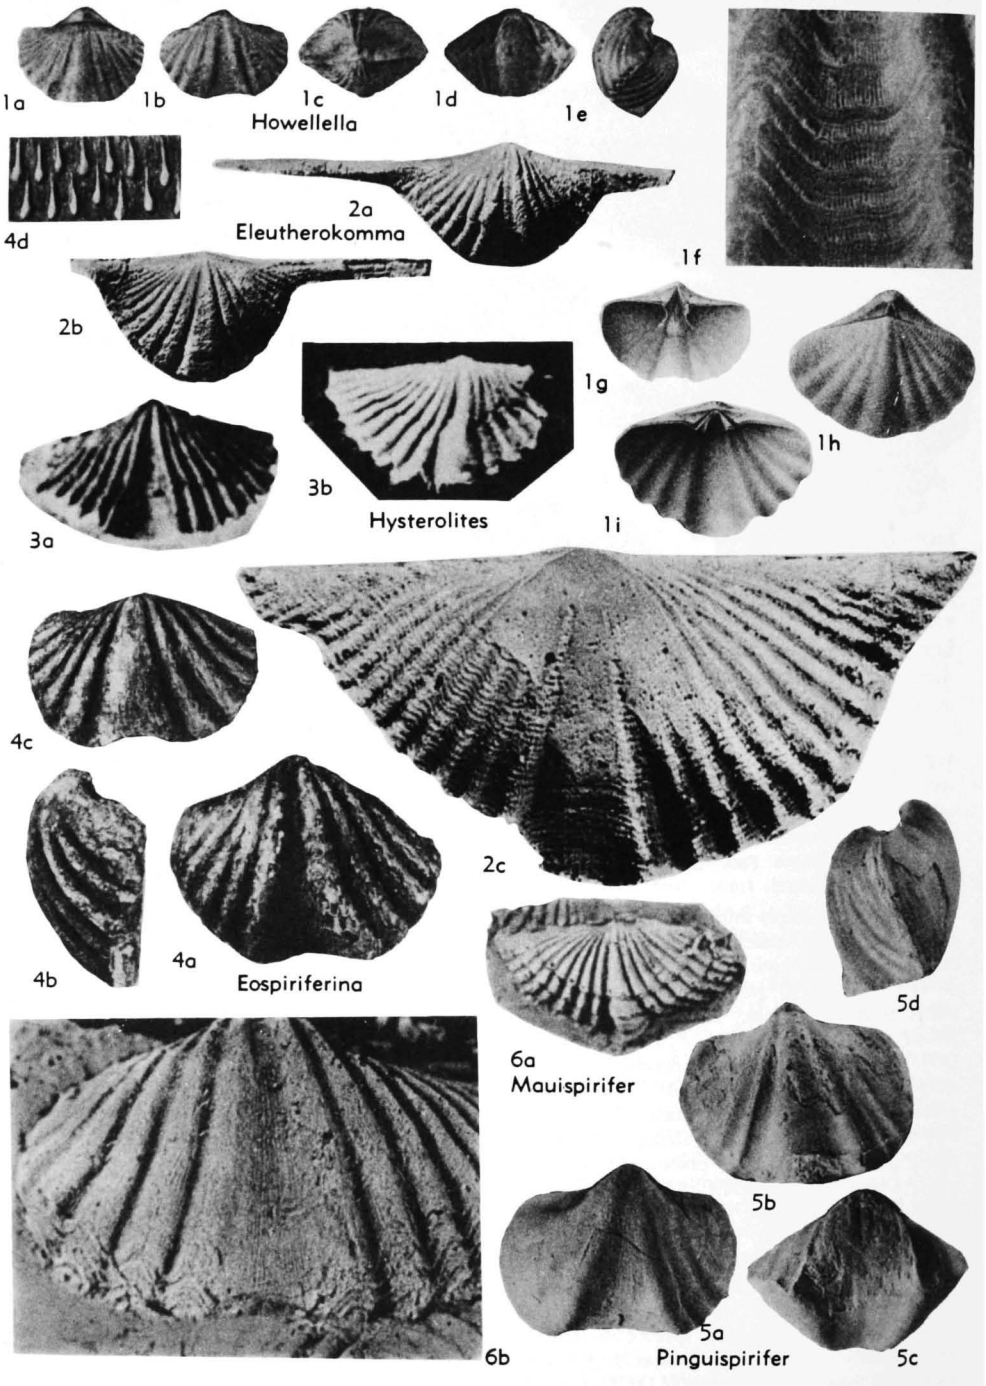 1a
1b
1c
1d
1e
Howellella
4d
2a
Eleutherokomma
1f
2b
1g
1h
3b
Hysterolites
1i
3a
4c
2c
4b
4a
Eospiriferina
5d
6a
Mauispirifer
5b
6b
5a
Pinguispirifer
5c